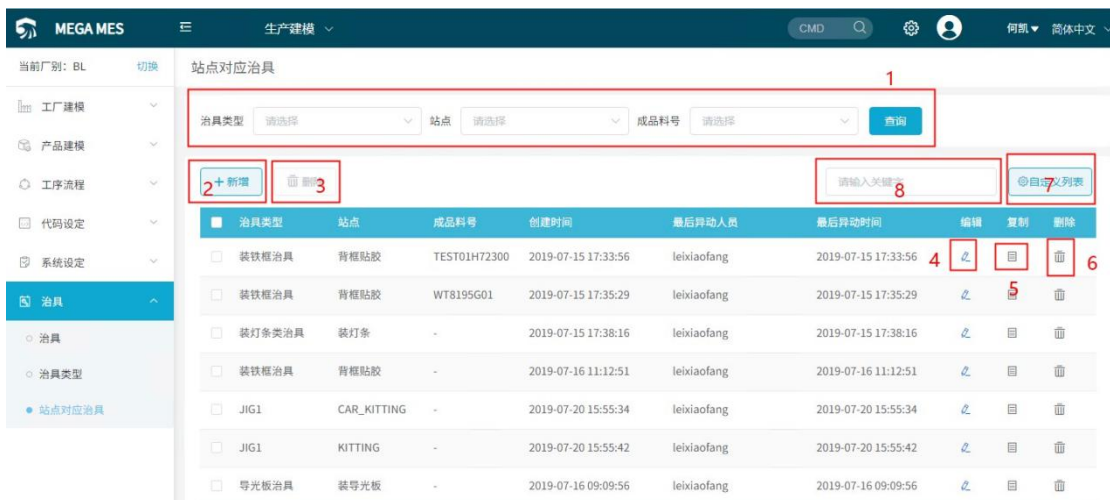 MEGA MES 生产建模 CMD 何凯 简体中文
当前厂别：BL 切换 站点对应治具
1
工厂建模
治具类型 请选择 站点 请选择 成品料号 请选择 查询
产品建模
工序流程 2 +新增 3 请输入关键字 8 自定义列表 7
代码设定 治具类型 站点 成品料号 创建时间 最后异动人员 最后异动时间 编辑 复制 删除
系统设定 装铁框治具 背框贴胶 TEST01H72300 2019-07-15 17:33:56 leixiaofang 2019-07-15 17:33:56 4 6
治具 装铁框治具 背框贴胶 WT8195G01 2019-07-15 17:35:29 leixiaofang 2019-07-15 17:35:29 5
治具 装灯条类治具 装灯条 - 2019-07-15 17:38:16 leixiaofang 2019-07-15 17:38:16
治具类型 装铁框治具 背框贴胶 - 2019-07-16 11:12:51 leixiaofang 2019-07-16 11:12:51
站点对应治具 JIG1 CAR_KITTING - 2019-07-20 15:55:34 leixiaofang 2019-07-20 15:55:34
JIG1 KITTING - 2019-07-20 15:55:42 leixiaofang 2019-07-20 15:55:42
导光板治具 装导光板 - 2019-07-16 09:09:56 leixiaofang 2019-07-16 09:09:56